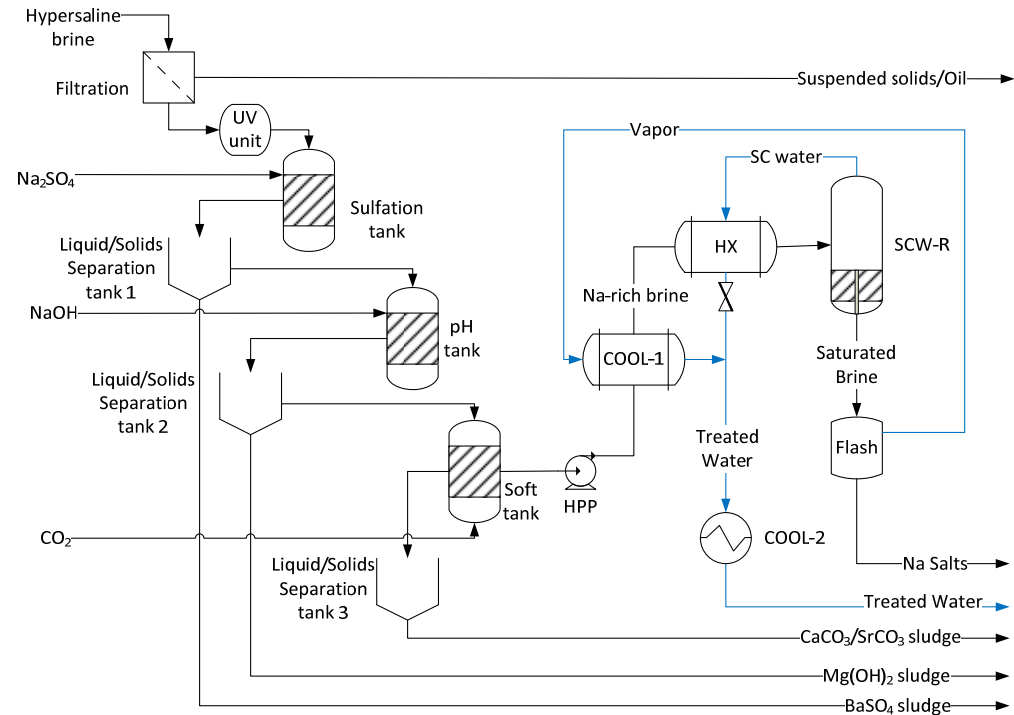 Hypersaline
brine
Filtration
Suspended solids/Oil
UV
unit
Vapor
SC water
Na₂SO₄
Sulfation
tank
HX
SCW-R
Liquid/Solids
Separation
tank 1
Na-rich brine
NaOH
pH
tank
COOL-1
Saturated
Brine
Liquid/Solids
Separation
tank 2
Treated
Water
Flash
Soft
tank
HPP
CO₂
COOL-2
Liquid/Solids
Separation
tank 3
Na Salts
Treated Water
CaCO₃/SrCO₃ sludge
Mg(OH)₂ sludge
BaSO₄ sludge